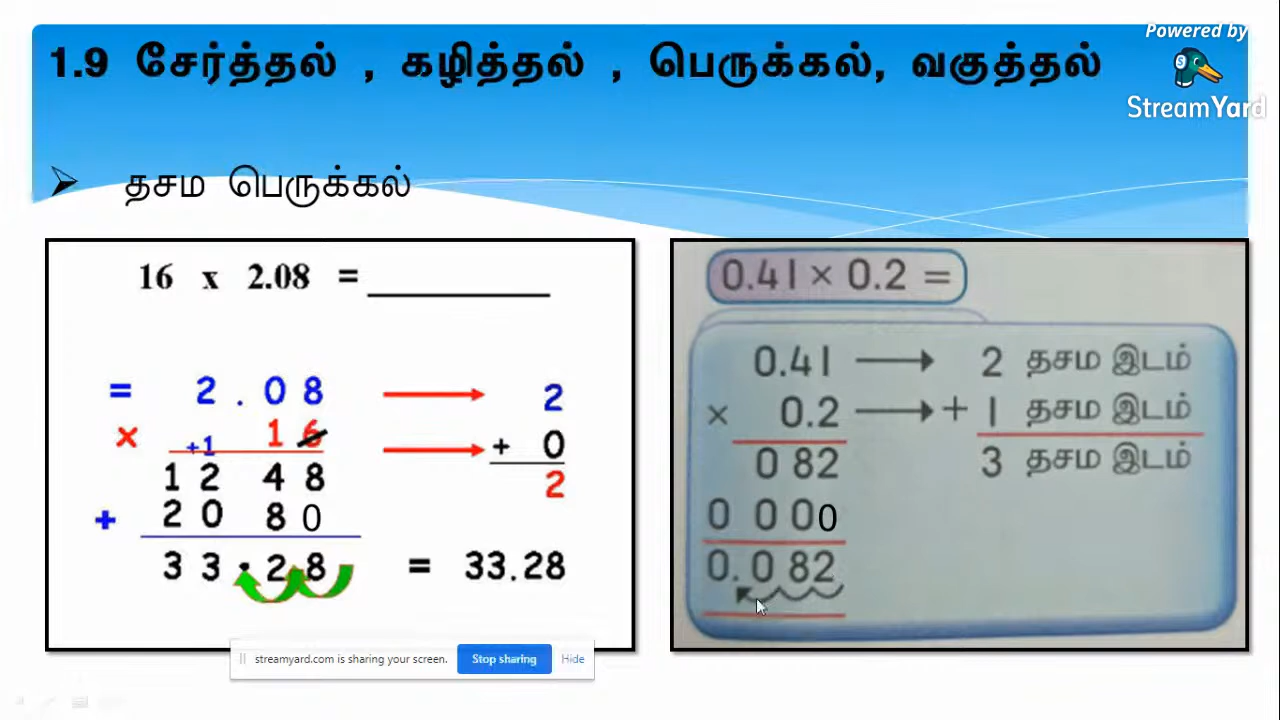 Powered by
StreamYard
1.9 சேர்த்தல் , கழித்தல் , பெருக்கல், வகுத்தல்
➢ தசம பெருக்கல்
16 x 2.08 = ________
= 2 . 0 8 → 2
x +1 1 6 → + 0
1 2 4 8 2
+ 2 0 8 0
3 3 . 2 8 = 33.28
0.41 × 0.2 =
0.41 → 2 தசம இடம்
× 0.2 → + 1 தசம இடம்
0 82 3 தசம இடம்
0 0 0 0
0.0 82
streamyard.com is sharing your screen. Stop sharing Hide